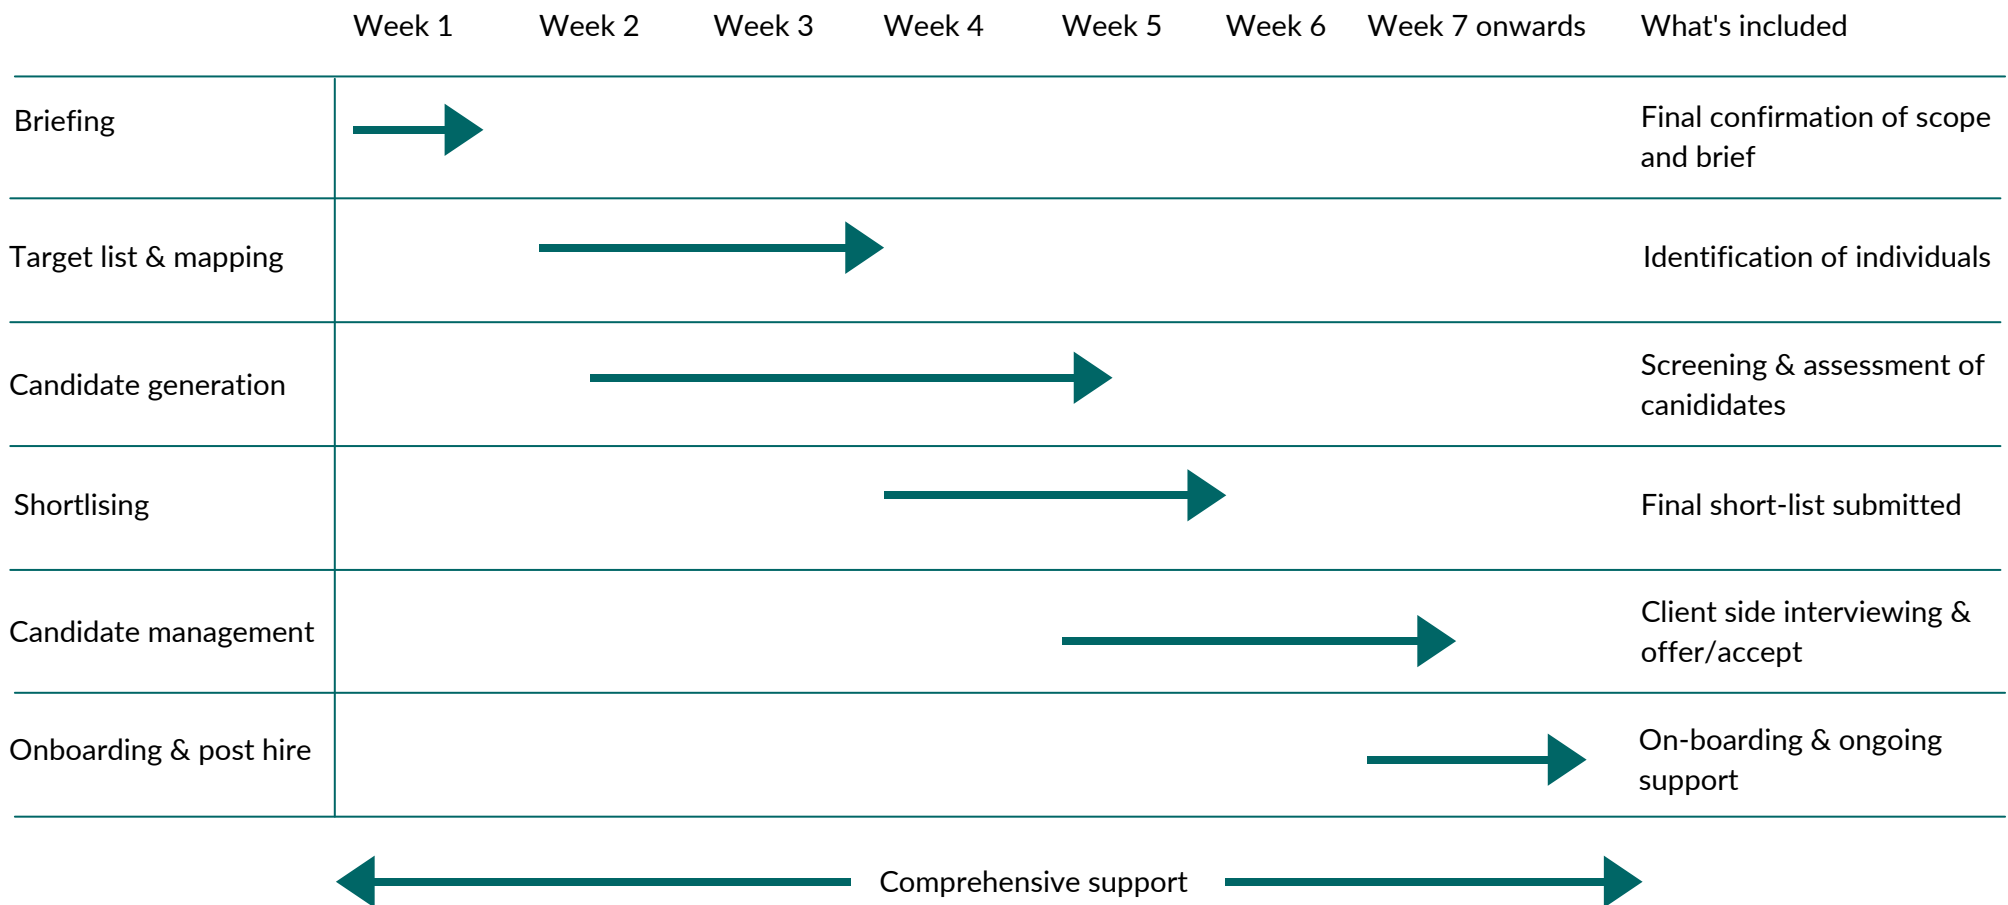 Week 1 Week 2 Week 3 Week 4 Week 5 Week 6 Week 7 onwards What's included
Briefing
Final confirmation of scope
and brief
Target list & mapping
Identification of individuals
Candidate generation
Screening & assessment of
canididates
Shortlising
Final short-list submitted
Candidate management
Client side interviewing &
offer/accept
Onboarding & post hire
On-boarding & ongoing
support
Comprehensive support